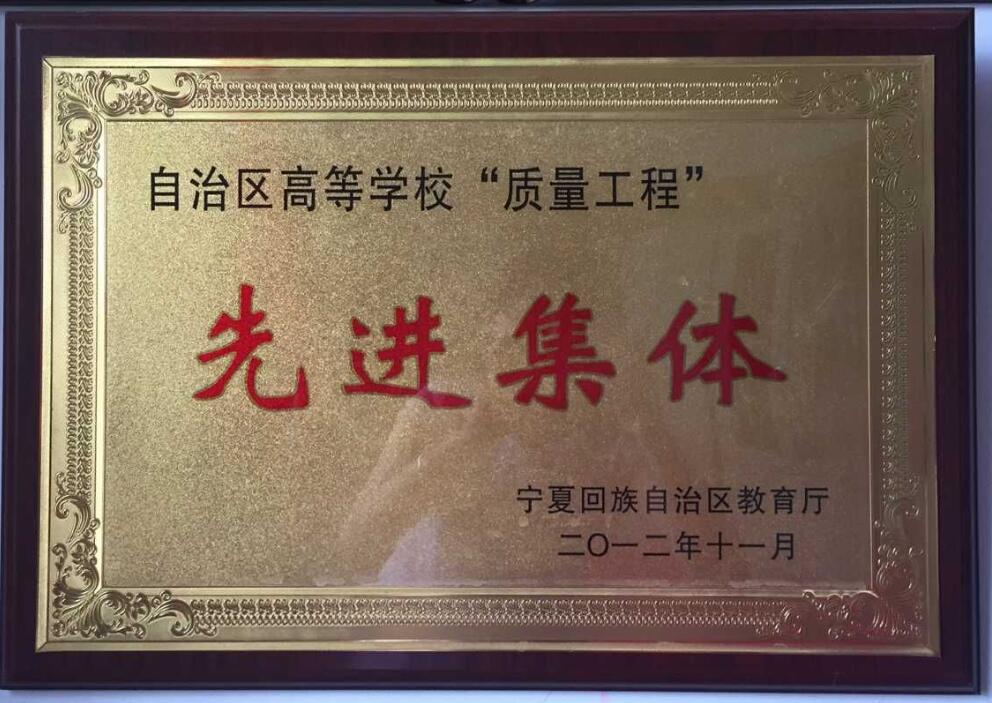 自治区高等学校“质量工程”
先进集体
宁夏回族自治区教育厅
二〇一二年十一月